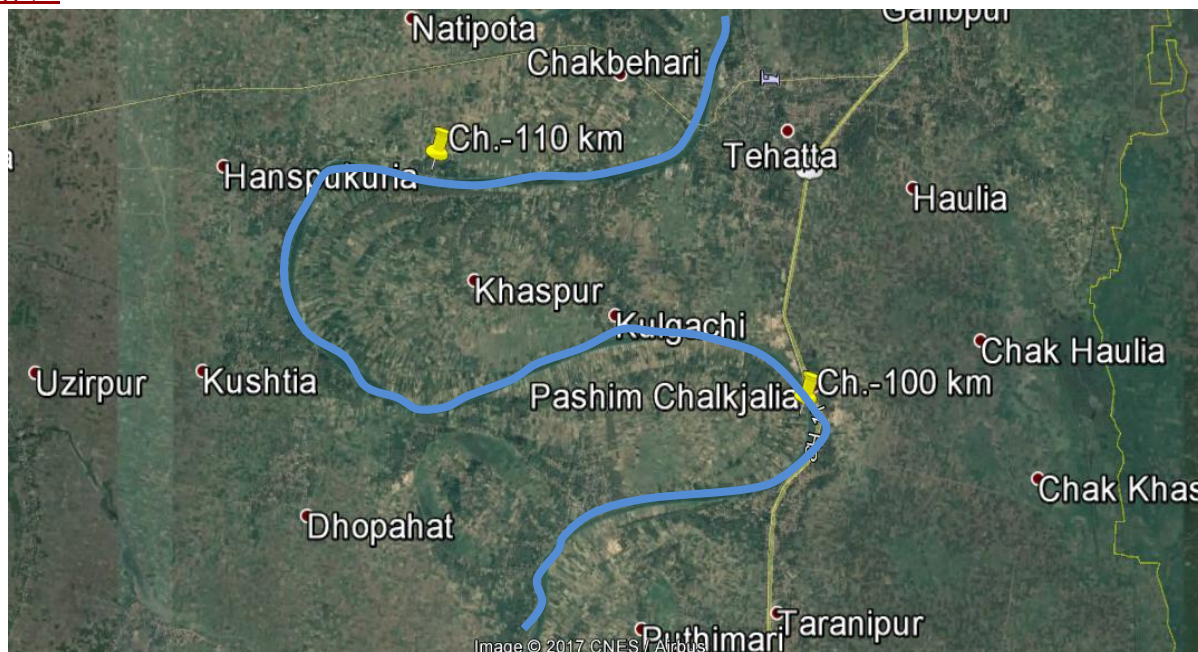 Garibpur
Natipota
Chakbehari
Ch.-110 km
Tehatta
Hanspukuria
Haulia
Khaspur
Kulgachi
Chak Haulia
Uzirpur
Kushtia
Pashim Chalkjalia
Ch.-100 km
Chak Khas
Dhopahat
Taranipur
Puthimari
Image © 2017 CNES / Airbus